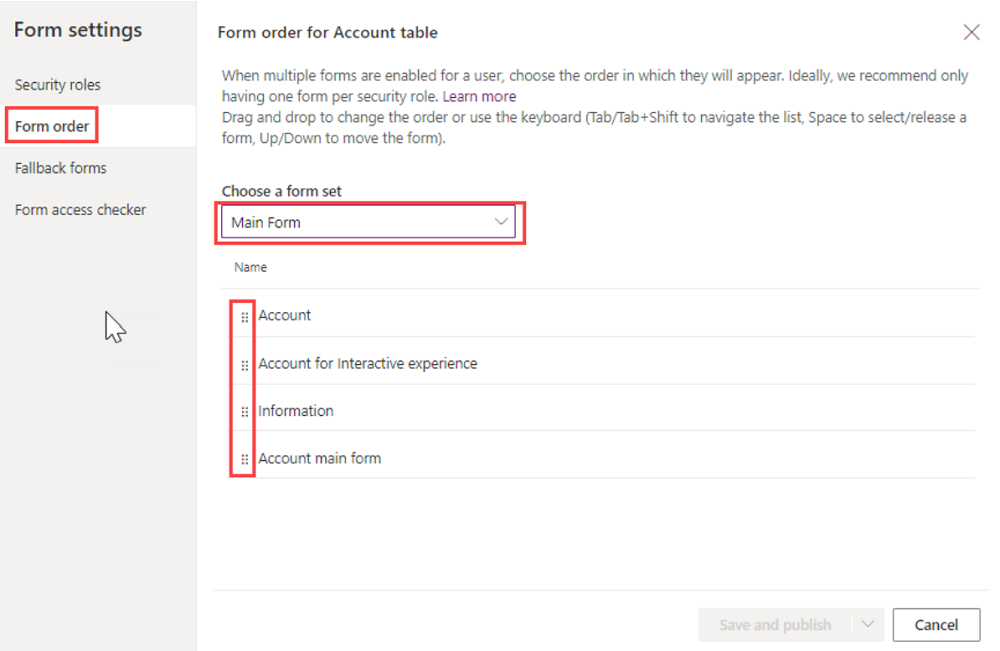 Form settings
Security roles
Form order
Fallback forms
Form access checker
Form order for Account table
When multiple forms are enabled for a user, choose the order in which they will appear. Ideally, we recommend only
having one form per security role. Learn more
Drag and drop to change the order or use the keyboard (Tab/Tab+Shift to navigate the list, Space to select/release a
form, Up/Down to move the form).
Choose a form set
Main Form
Name
Account
Account for Interactive experience
Information
Account main form
Save and publish
Cancel